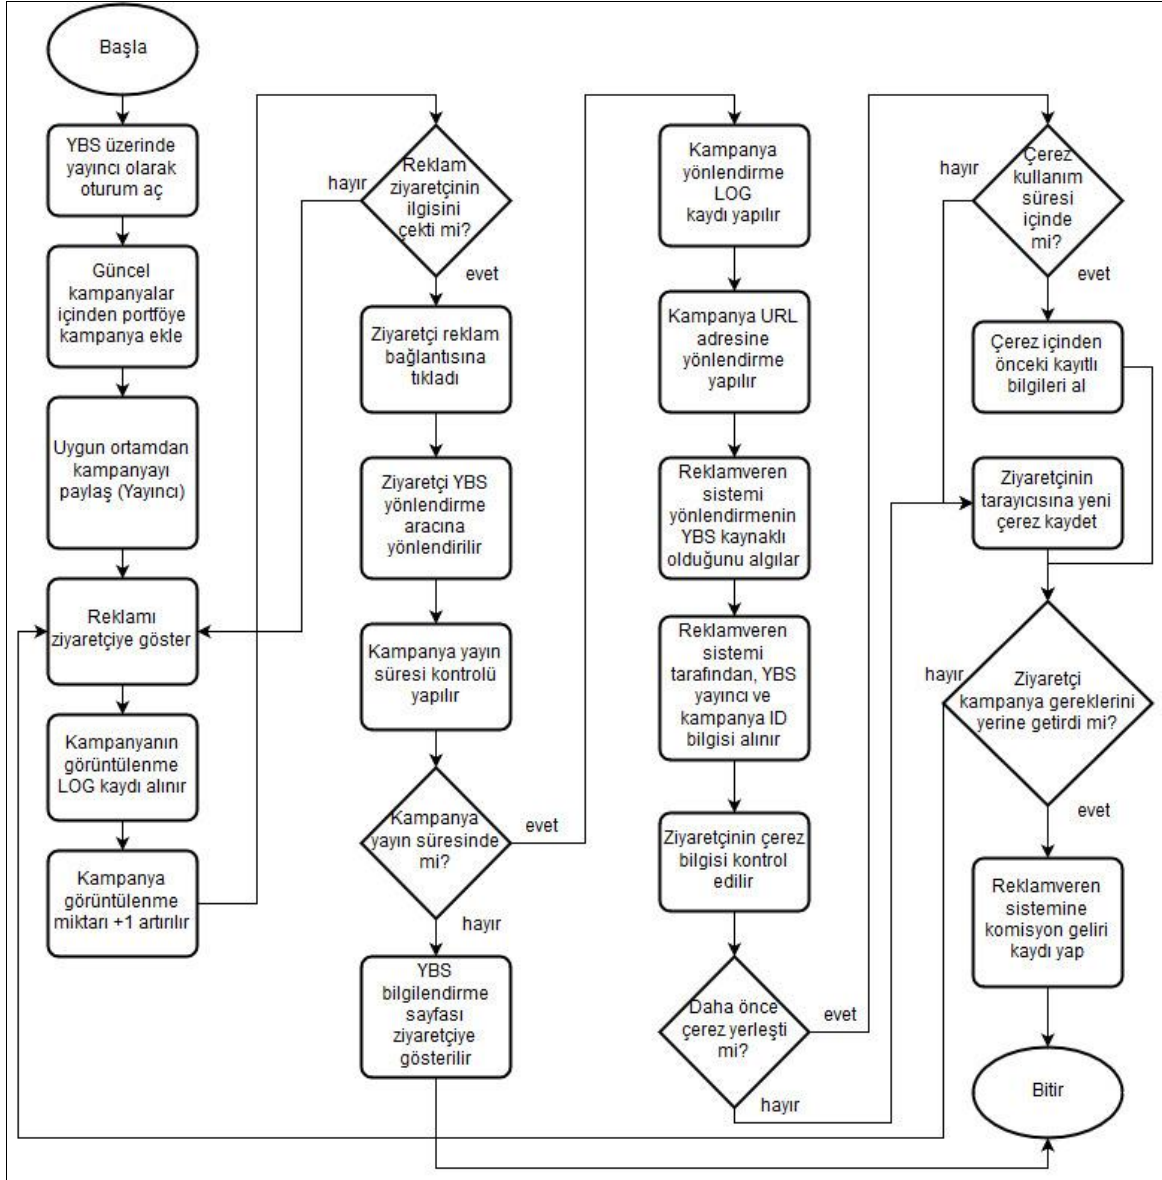 Başla
YBS üzerinde
yayıncı olarak
oturum aç
Güncel
kampanyalar
içinden portföye
kampanya ekle
Uygun ortamdan
kampanyayı
paylaş (Yayıncı)
Reklamı
ziyaretçiye göster
Kampanyanın
görüntülenme
LOG kaydı alınır
Kampanya
görüntülenme
miktarı +1 artırılır
Reklam
ziyaretçinin
ilgisini
çekti mi?
hayır
evet
Ziyaretçi reklam
bağlantısına
tıkladı
Ziyaretçi YBS
yönlendirme
aracına
yönlendirilir
Kampanya yayın
süresi kontrolü
yapılır
Kampanya
yayın süresinde
mi?
evet
hayır
YBS
bilgilendirme
sayfası
ziyaretçiye
gösterilir
Kampanya
yönlendirme
LOG
kaydı yapılır
Kampanya URL
adresine
yönlendirme
yapılır
Reklamveren
sistemi
yönlendirmenin
YBS kaynaklı
olduğunu algılar
Reklamveren
sistemi
tarafından, YBS
yayıncı ve
kampanya ID
bilgisi alınır
Ziyaretçinin çerez
bilgisi kontrol
edilir
Daha önce
çerez yerleşti
mi?
evet
hayır
Çerez
kullanım
süresi
içinde
mi?
hayır
evet
Çerez içinden
önceki kayıtlı
bilgileri al
Ziyaretçinin
tarayıcısına yeni
çerez kaydet
Ziyaretçi
kampanya gereklerini
yerine getirdi mi?
hayır
evet
Reklamveren
sistemine
komisyon geliri
kaydı yap
Bitir